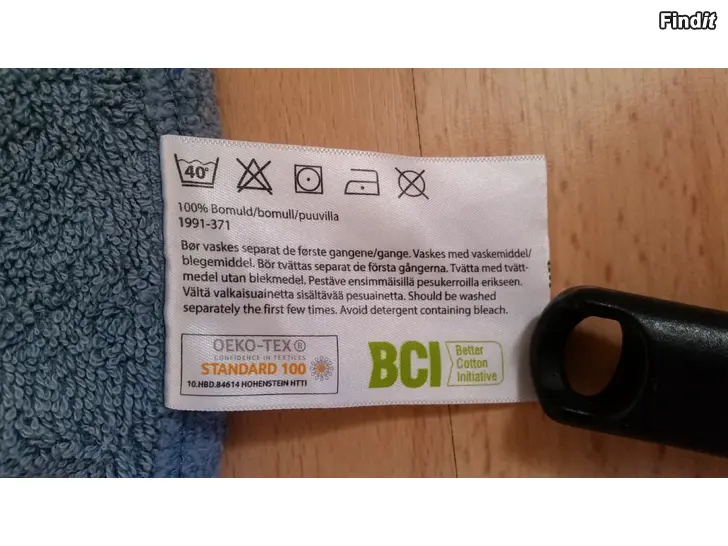 Findit
40°
100% Bomuld/bomull/puuvilla
1991-371
Bør vaskes separat de første gangene/gange. Vaskes med vaskemiddel/
blegemiddel. Bör tvättas separat de första gångerna. Tvätta med tvätt-
medel utan blekmedel. Pestäve ensimmäisillä pesukerroilla erikseen.
Vältä valkaisuainetta sisältävää pesuainetta. Should be washed
separately the first few times. Avoid detergent containing bleach.
OEKO-TEX®
CONFIDENCE IN TEXTILES
STANDARD 100
10.HBD.84614 HOHENSTEIN HTTI
BCI
Better
Cotton
Initiative